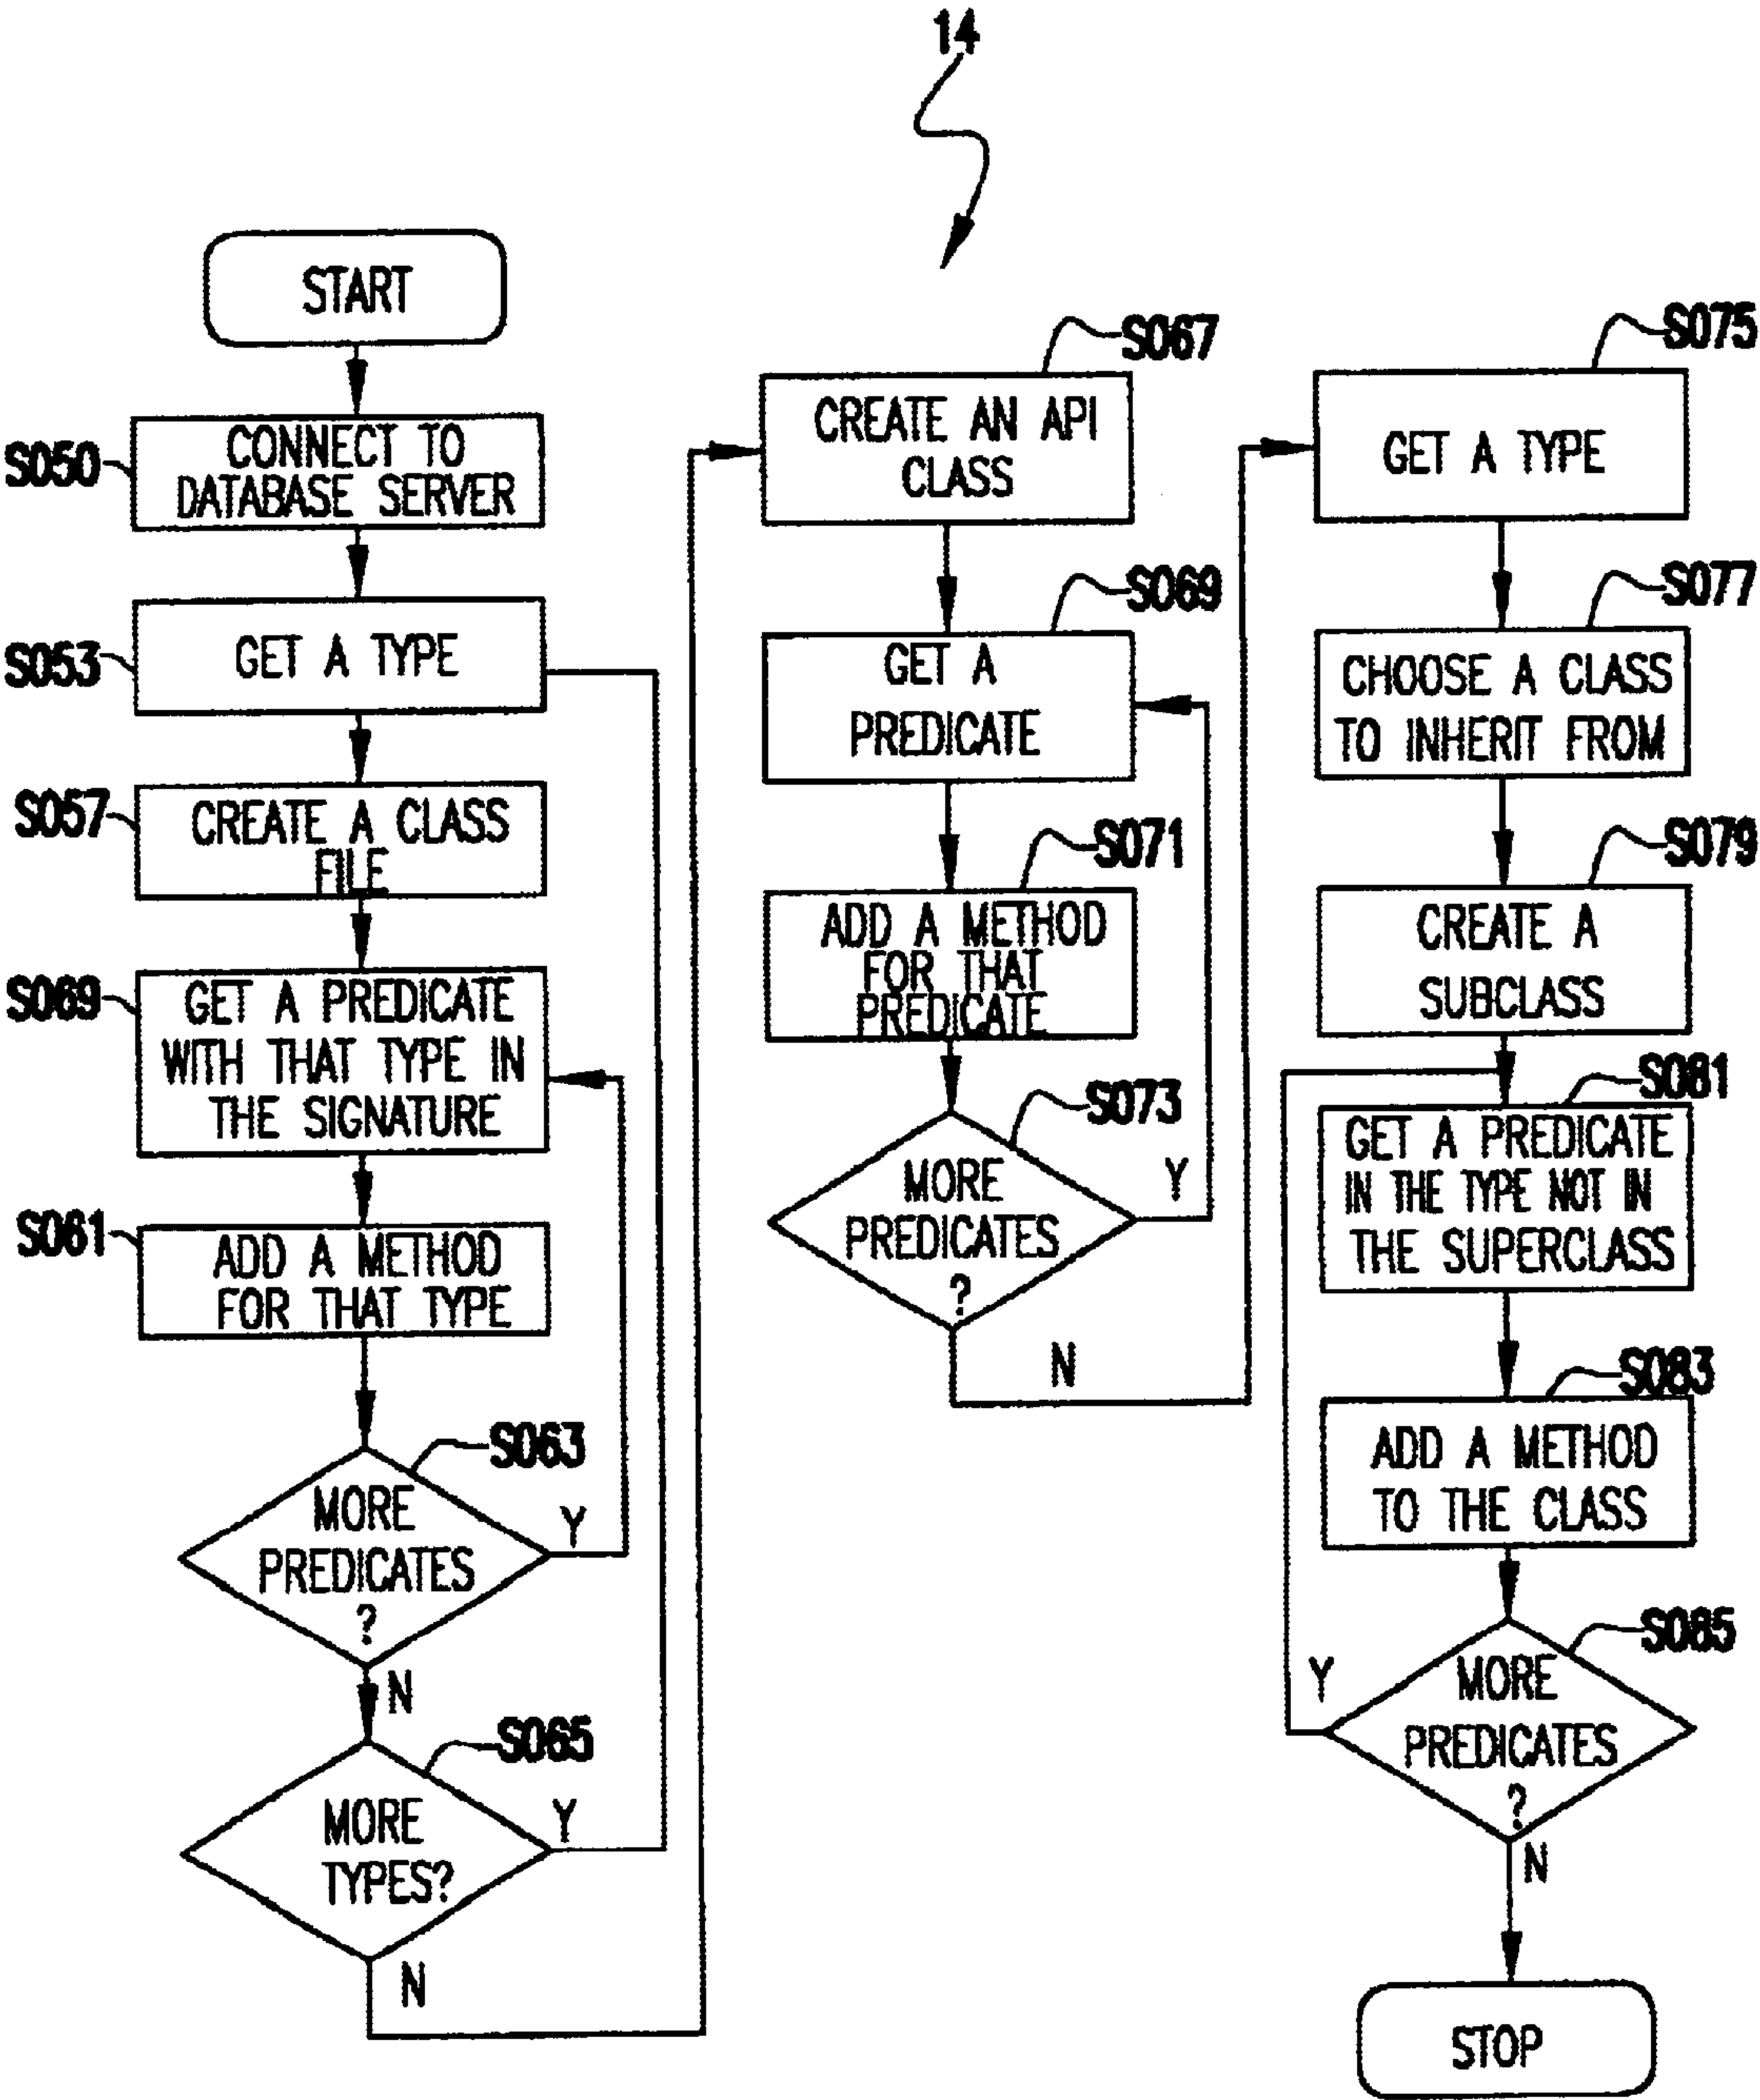 14
START
S050
CONNECT TO
DATABASE SERVER
S053
GET A TYPE
S057
CREATE A CLASS
FILE
S069
GET A PREDICATE
WITH THAT TYPE IN
THE SIGNATURE
S061
ADD A METHOD
FOR THAT TYPE
S063
MORE
PREDICATES
?
Y
N
S065
MORE
TYPES?
Y
N
S067
CREATE AN API
CLASS
S069
GET A
PREDICATE
S071
ADD A METHOD
FOR THAT
PREDICATE
S073
MORE
PREDICATES
?
Y
N
S075
GET A TYPE
S077
CHOOSE A CLASS
TO INHERIT FROM
S079
CREATE A
SUBCLASS
S081
GET A PREDICATE
IN THE TYPE NOT IN
THE SUPERCLASS
S083
ADD A METHOD
TO THE CLASS
S085
MORE
PREDICATES
?
Y
N
STOP